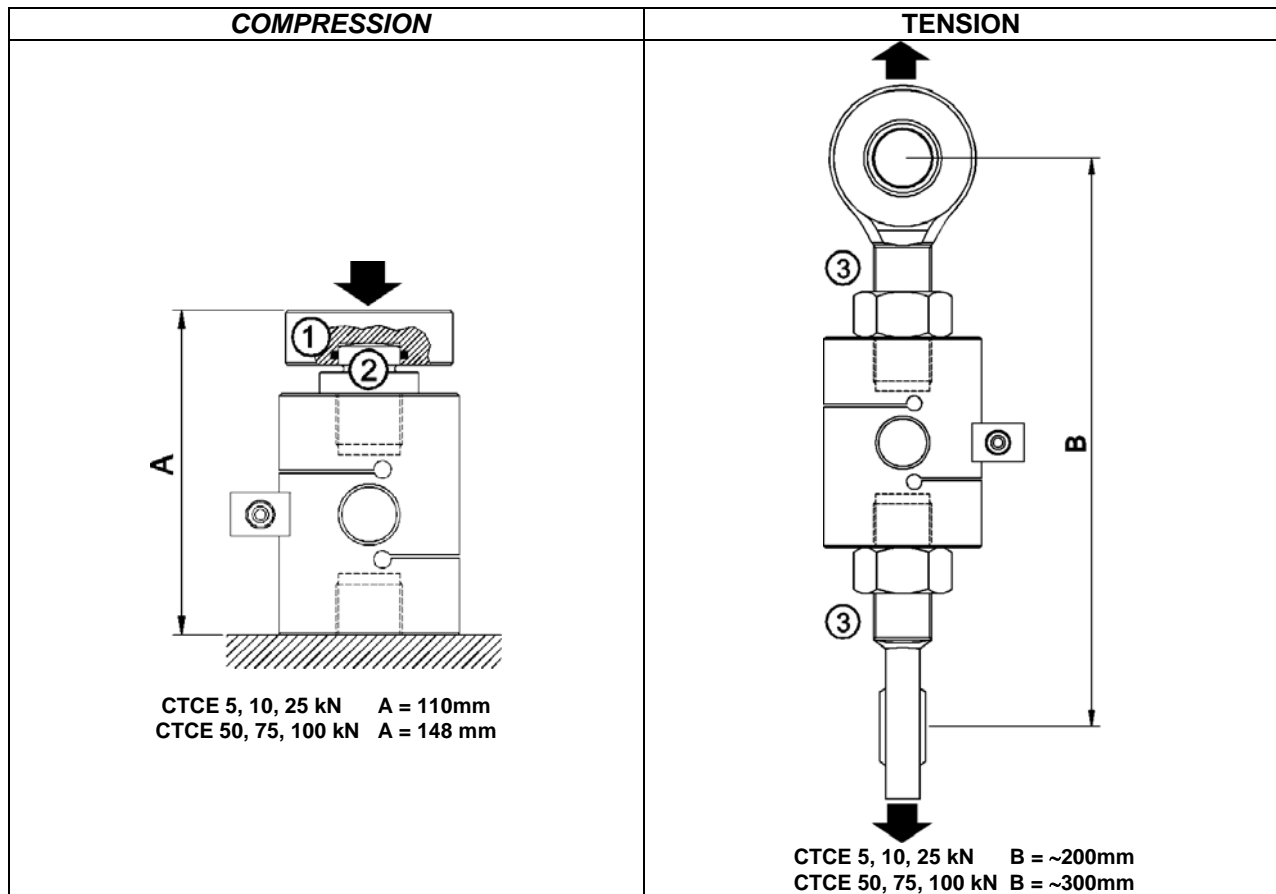 COMPRESSION
TENSION
1
2
A
CTCE 5, 10, 25 kN A = 110mm
CTCE 50, 75, 100 kN A = 148 mm
3
B
3
CTCE 5, 10, 25 kN B = ~200mm
CTCE 50, 75, 100 kN B = ~300mm